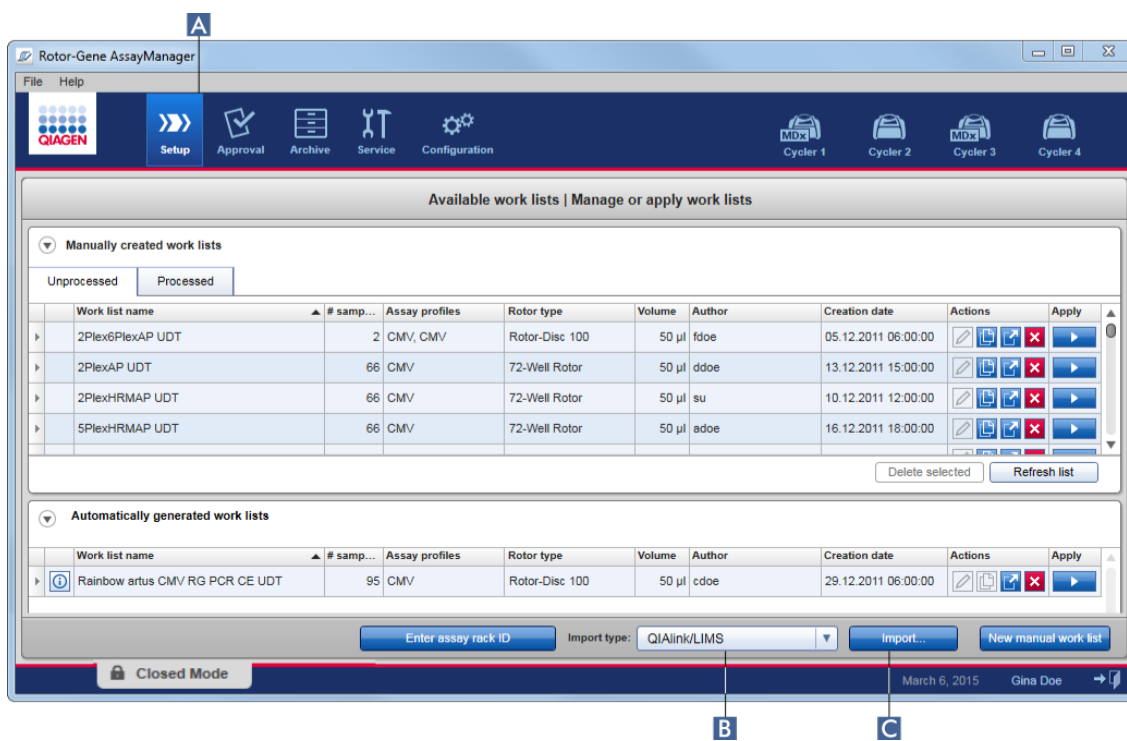 A
Rotor-Gene AssayManager
File Help
QIAGEN
Setup Approval Archive Service Configuration MDx Cycler 1 Cycler 2 MDx Cycler 3 Cycler 4
Available work lists | Manage or apply work lists
Manually created work lists
Unprocessed Processed
Work list name # samp... Assay profiles Rotor type Volume Author Creation date Actions Apply
2Plex6PlexAP UDT 2 CMV, CMV Rotor-Disc 100 50 µl fdoe 05.12.2011 06:00:00
2PlexAP UDT 66 CMV 72-Well Rotor 50 µl ddoe 13.12.2011 15:00:00
2PlexHRMAP UDT 66 CMV 72-Well Rotor 50 µl su 10.12.2011 12:00:00
5PlexHRMAP UDT 66 CMV 72-Well Rotor 50 µl adoe 16.12.2011 18:00:00
Delete selected Refresh list
Automatically generated work lists
Work list name # samp... Assay profiles Rotor type Volume Author Creation date Actions Apply
Rainbow artus CMV RG PCR CE UDT 95 CMV Rotor-Disc 100 50 µl cdoe 29.12.2011 06:00:00
Enter assay rack ID Import type: QIAlink/LIMS Import... New manual work list
Closed Mode March 6, 2015 Gina Doe
B C